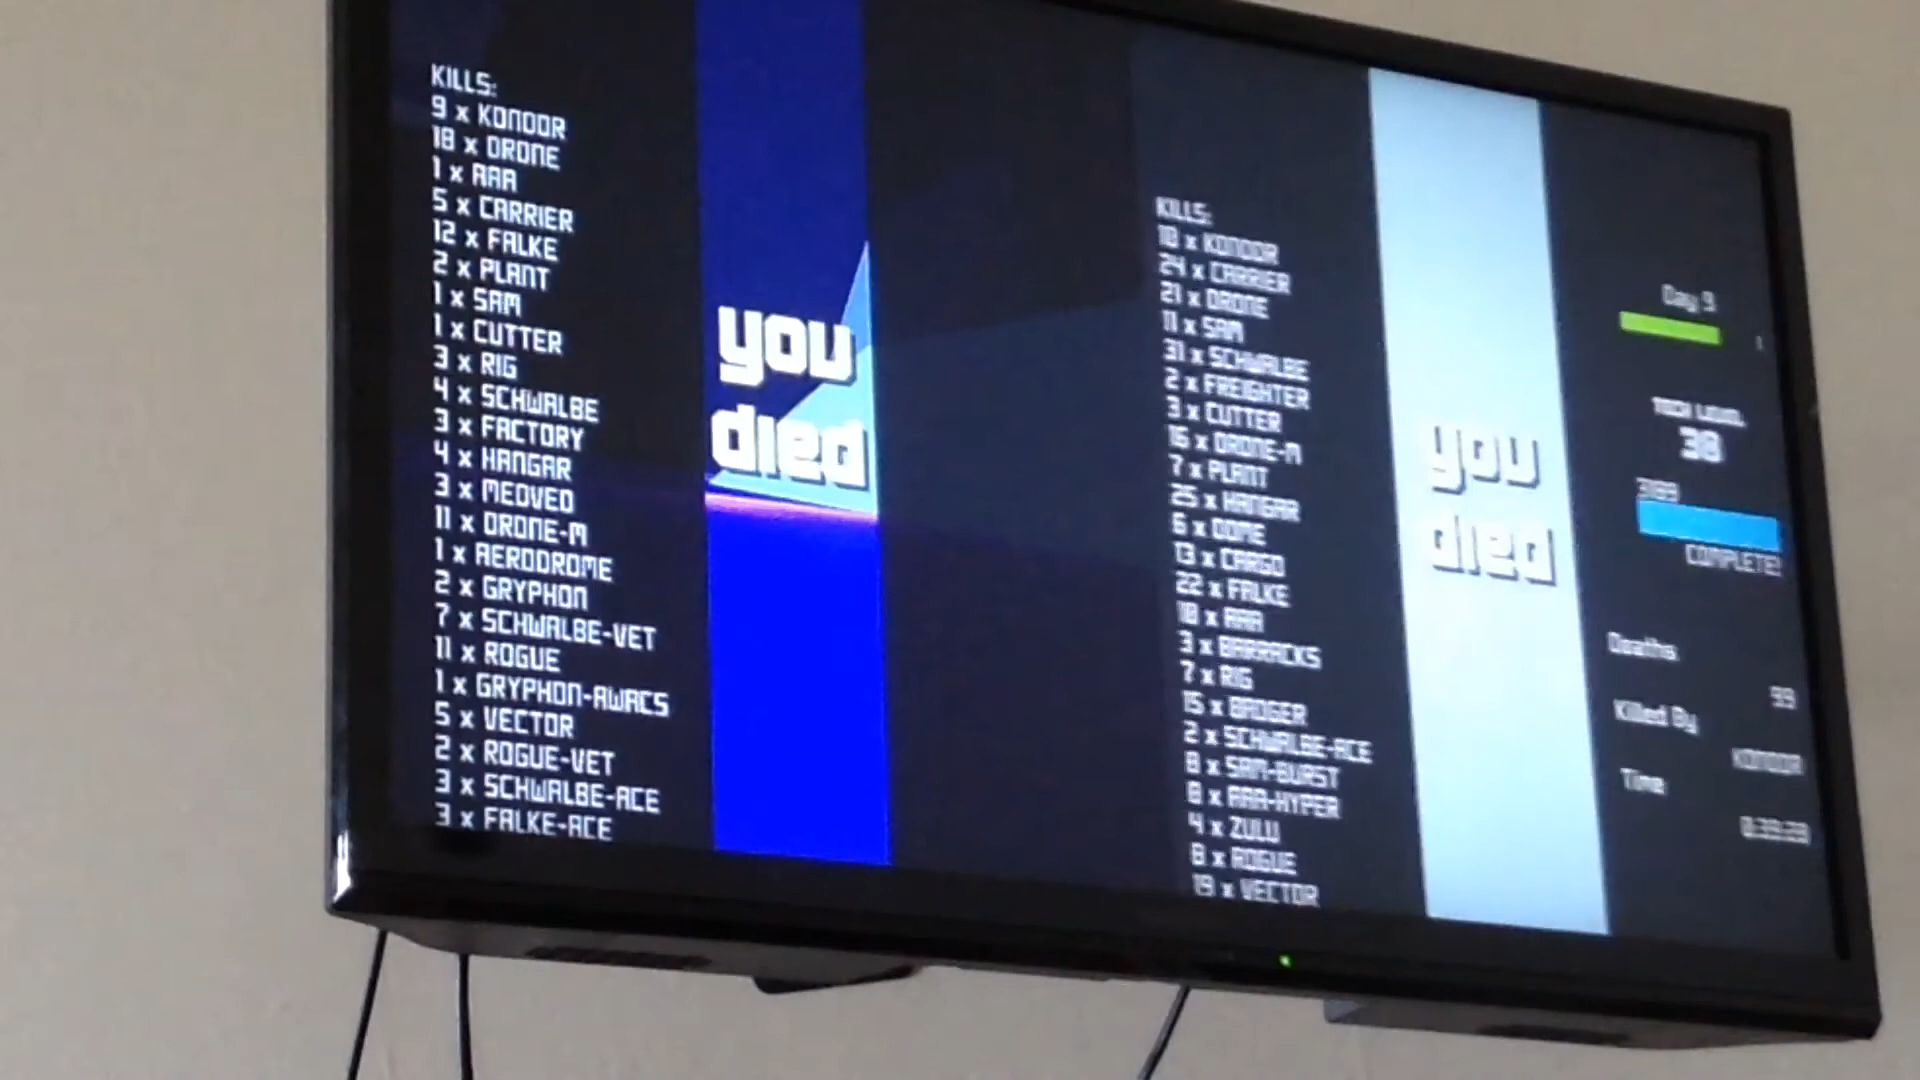 KILLS:
9 x KONDOR
18 x DRONE
1 x AAA
5 x CARRIER
12 x FALKE
2 x PLANT
1 x SAM
1 x CUTTER
3 x RIG
4 x SCHWALBE
3 x FACTORY
4 x HANGAR
3 x MEDVED
11 x DRONE-M
1 x AERODROME
2 x GRYPHON
7 x SCHWALBE-VET
11 x ROGUE
1 x GRYPHON-AWACS
5 x VECTOR
2 x ROGUE-VET
3 x SCHWALBE-ACE
3 x FALKE-ACE
you
died
KILLS:
10 x KONDOR
24 x CARRIER
21 x DRONE
11 x SAM
31 x SCHWALBE
2 x FREIGHTER
3 x CUTTER
16 x DRONE-M
7 x PLANT
25 x HANGAR
6 x DOME
13 x CARGO
22 x FALKE
10 x AAA
3 x BARRACKS
7 x RIG
15 x BADGER
2 x SCHWALBE-ACE
8 x SAM-BURST
8 x AAA-HYPER
4 x ZULU
8 x ROGUE
19 x VECTOR
you
died
Day 9
TECH LEVEL
30
COMPLETE!
Deaths
99
Killed By
KONDOR
Time